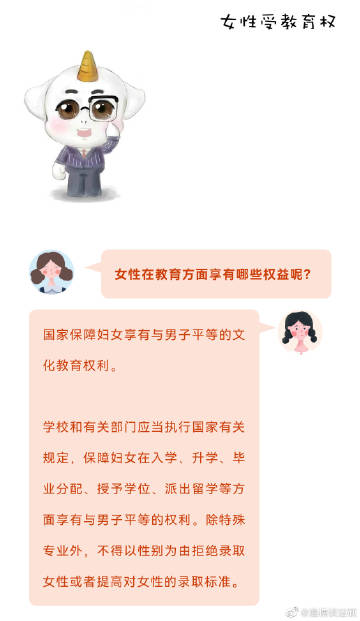 女性受教育权
女性在教育方面享有哪些权益呢？
国家保障妇女享有与男子平等的文
化教育权利。
学校和有关部门应当执行国家有关
规定，保障妇女在入学、升学、毕
业分配、授予学位、派出留学等方
面享有与男子平等的权利。除特殊
专业外，不得以性别为由拒绝录取
女性或者提高对女性的录取标准。